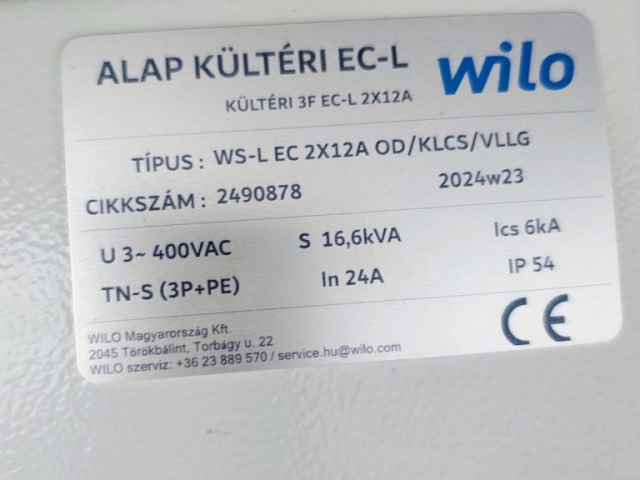 ALAP KÜLTÉRI EC-L
wilo
KÜLTÉRI 3F EC-L 2X12A
TÍPUS: WS-L EC 2X12A OD/KLCS/VLLG
CIKKSZÁM: 2490878 2024w23
U 3~ 400VAC S 16,6kVA Ics 6kA
TN-S (3P+PE) In 24A IP 54
CE
WILO Magyarország Kft.
2045 Törökbálint, Torbágy u. 22
WILO szerviz: +36 23 889 570 / service.hu@wilo.com